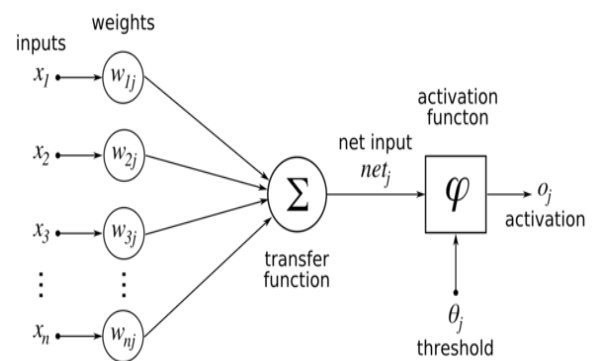 weights
inputs
x1
w1j
x2
w2j
x3
w3j
⋮
⋮
xn
wnj
Σ
transfer
function
net input
netj
activation
functon
φ
oj
activation
θj
threshold